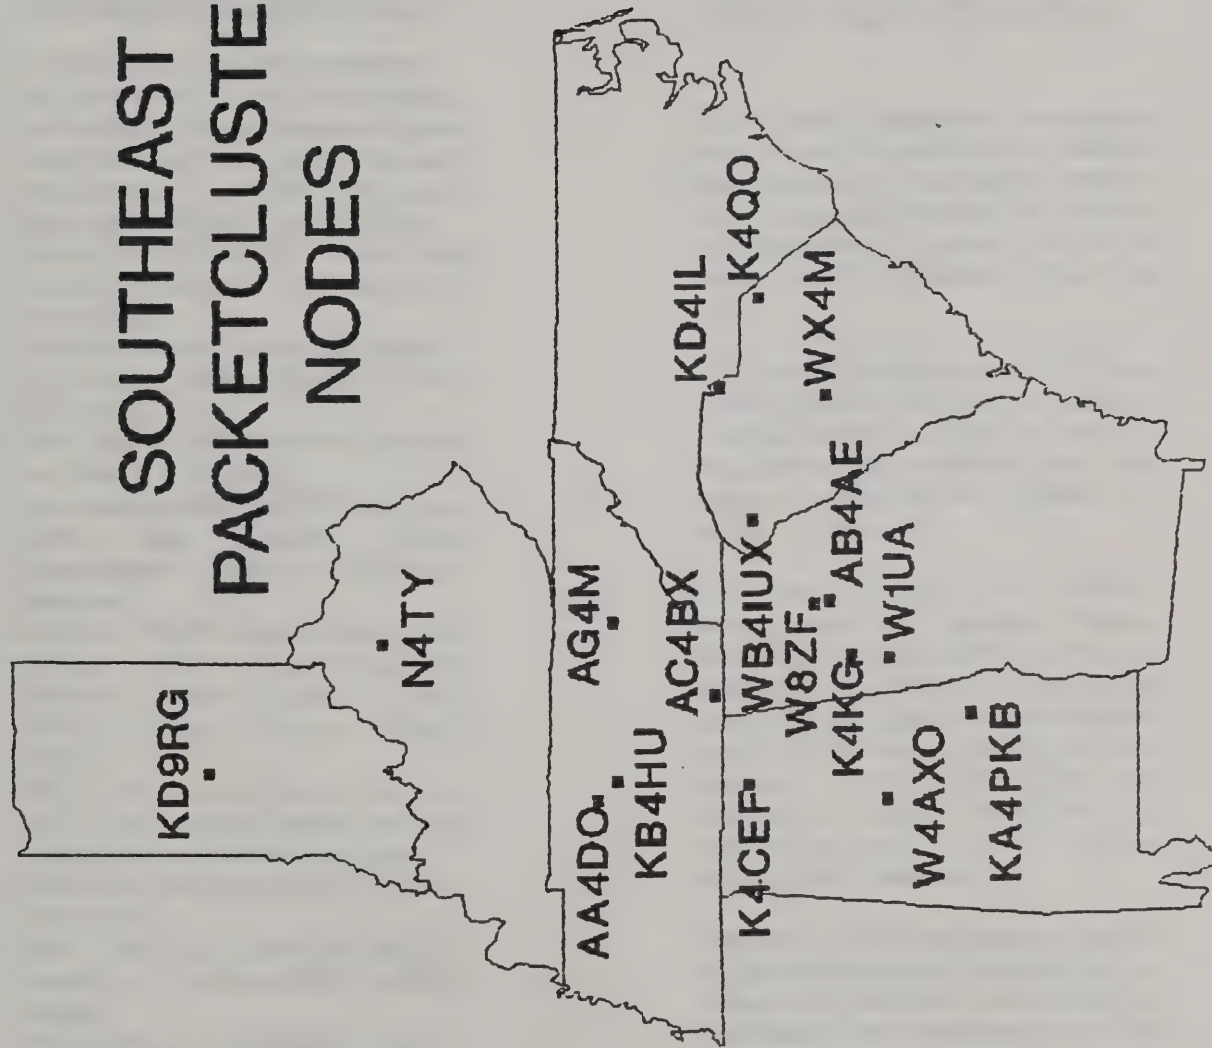 SOUTHEAST
PACKETCLUSTE
NODES
KD9RG
N4TY
AG4M
AA4DO
KB4HU
AC4BX
KD4IL
K4QO
K4CEF
WB4IUX
W8ZF
WX4M
K4KG
AB4AE
W1UA
W4AXO
KA4PKB